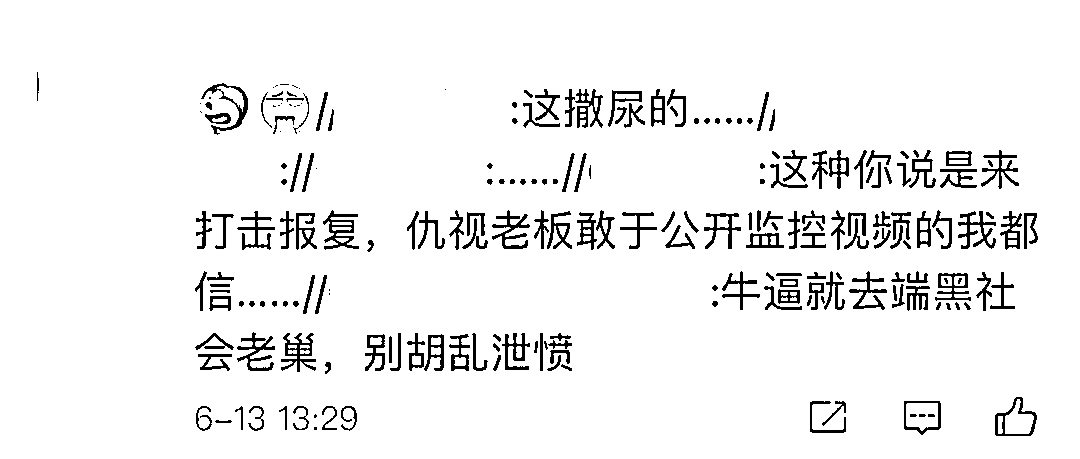 // :这撒尿的......//
:// :......// :这种你说是来
打击报复，仇视老板敢于公开监控视频的我都
信......// :牛逼就去端黑社
会老巢，别胡乱泄愤
6-13 13:29